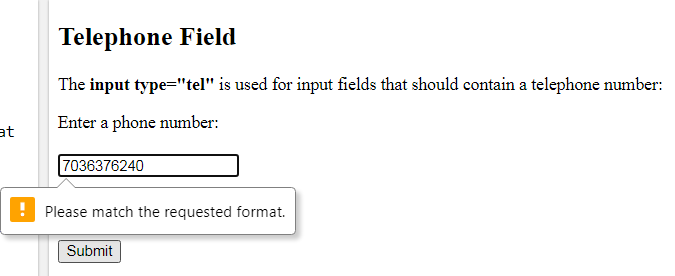 Telephone Field
The input type="tel" is used for input fields that should contain a telephone number:
Enter a phone number:
at
7036376240
Please match the requested format.
Submit